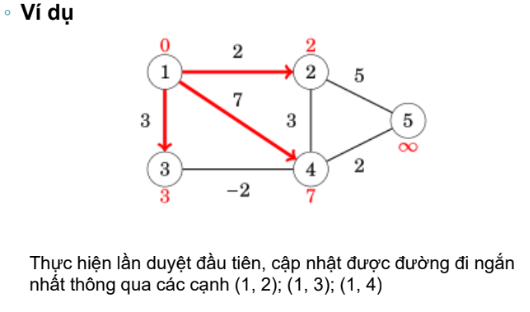 Ví dụ
0 2 2
1 2 5
7
3 3 5
∞
3 4 2
3 −2 7
Thực hiện lần duyệt đầu tiên, cập nhật được đường đi ngắn
nhất thông qua các cạnh (1, 2); (1, 3); (1, 4)